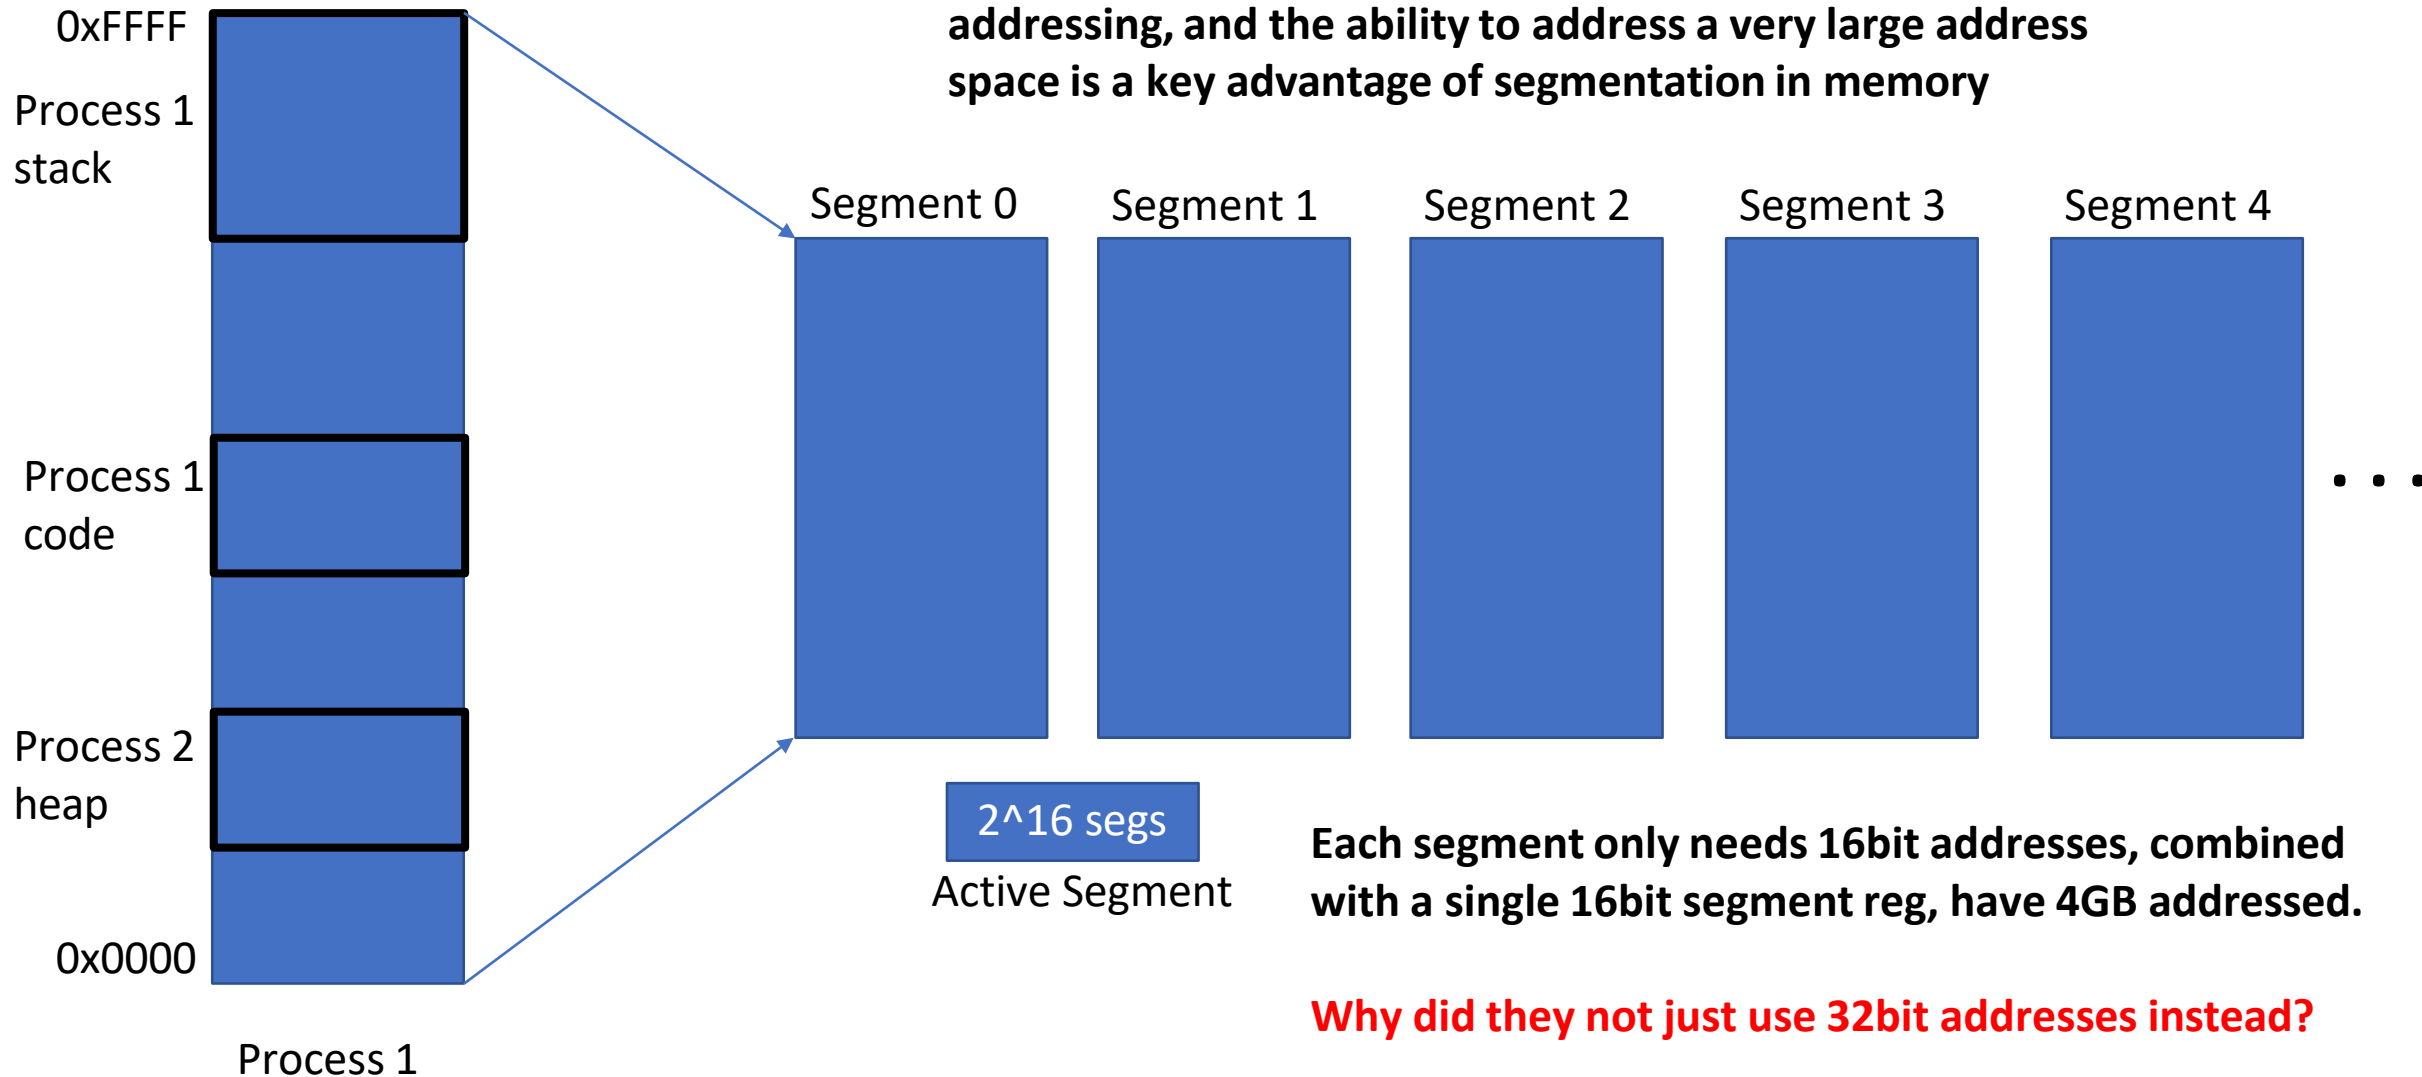 0xFFFF
Process 1
stack
Process 1
code
Process 2
heap
0x0000
Process 1
addressing, and the ability to address a very large address
space is a key advantage of segmentation in memory
Segment 0
Segment 1
Segment 2
Segment 3
Segment 4
. . .
2^16 segs
Active Segment
Each segment only needs 16bit addresses, combined
with a single 16bit segment reg, have 4GB addressed.
Why did they not just use 32bit addresses instead?